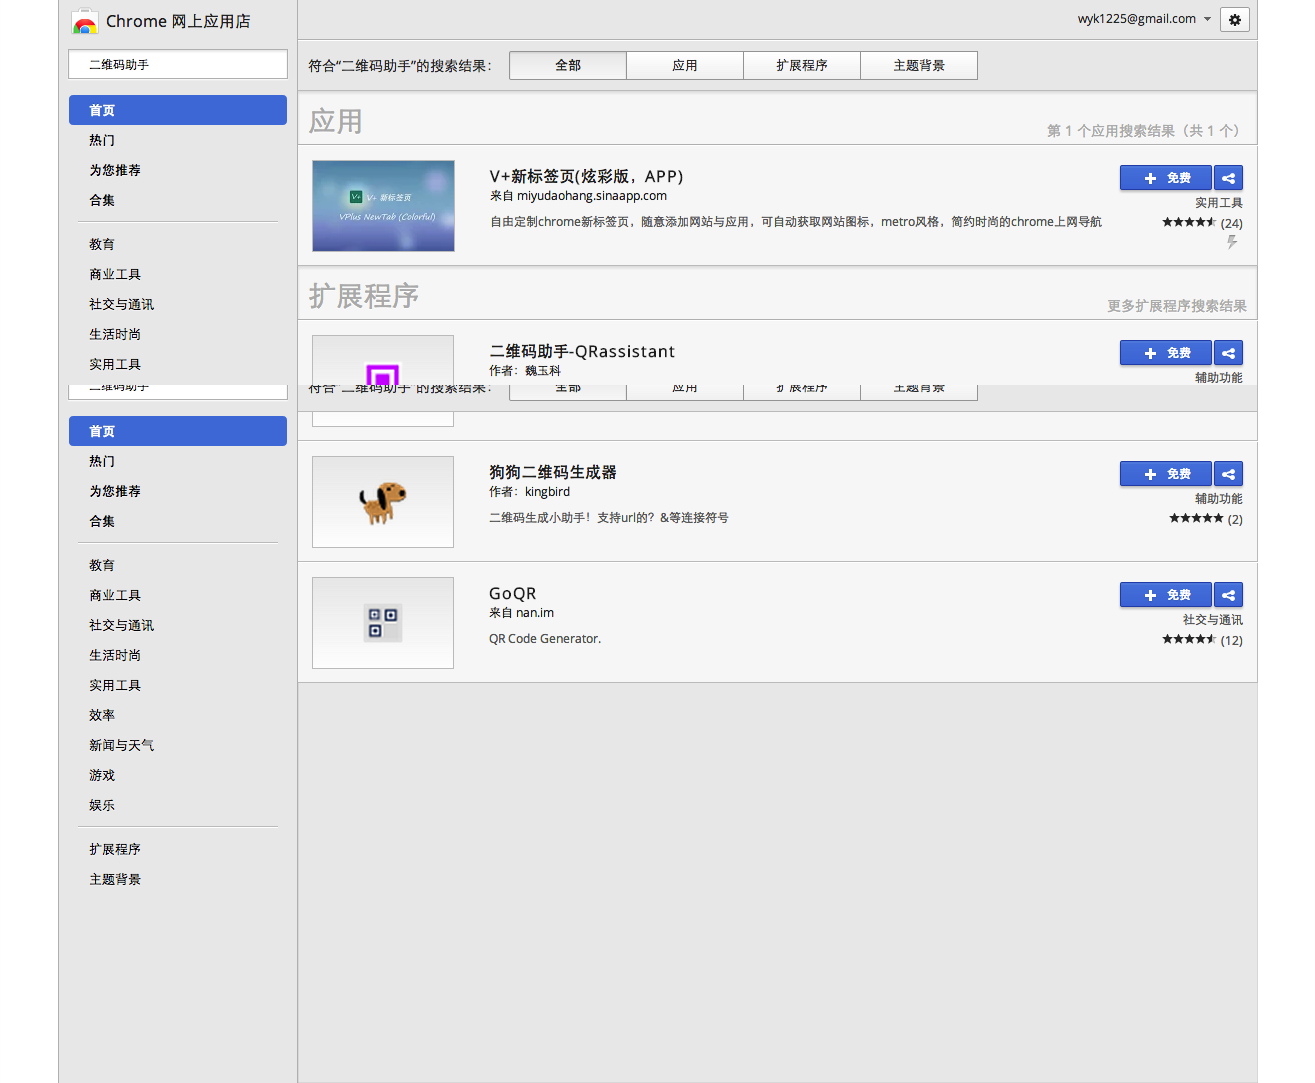 Chrome 网上应用店
wyk1225@gmail.com
二维码助手
符合“二维码助手”的搜索结果：
全部
应用
扩展程序
主题背景
首页
热门
为您推荐
合集
教育
商业工具
社交与通讯
生活时尚
实用工具
应用
第 1 个应用搜索结果（共 1 个）
V+ 新标签页
VPlus NewTab (Colorful)
V+新标签页(炫彩版，APP)
来自 miyudaohang.sinaapp.com
自由定制chrome新标签页，随意添加网站与应用，可自动获取网站图标，metro风格，简约时尚的chrome上网导航
免费
实用工具
(24)
扩展程序
更多扩展程序搜索结果
二维码助手-QRassistant
作者：魏玉科
免费
辅助功能
二维码助手
符合“二维码助手”的搜索结果：
全部
应用
扩展程序
主题背景
首页
热门
为您推荐
合集
教育
商业工具
社交与通讯
生活时尚
实用工具
效率
新闻与天气
游戏
娱乐
扩展程序
主题背景
狗狗二维码生成器
作者：kingbird
二维码生成小助手！支持url的？&等连接符号
免费
辅助功能
(2)
GoQR
来自 nan.im
QR Code Generator.
免费
社交与通讯
(12)